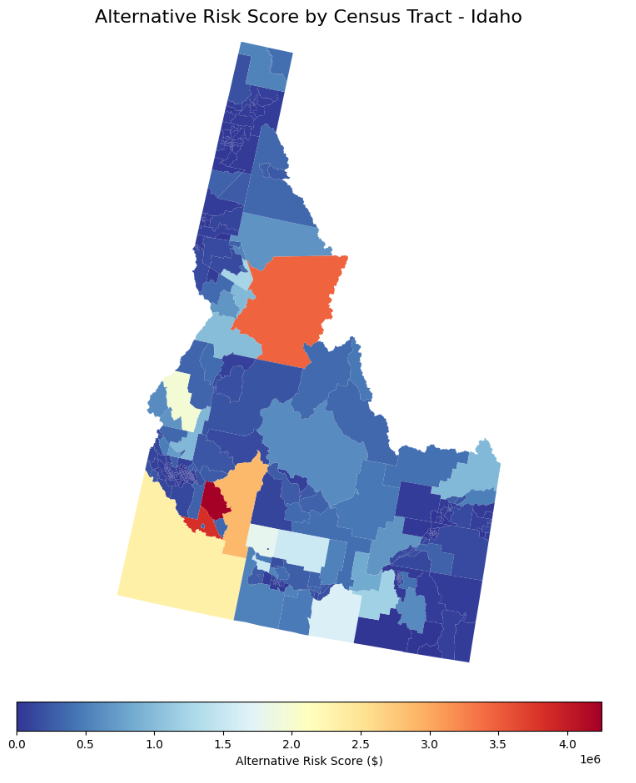 Alternative Risk Score by Census Tract - Idaho
0.0 0.5 1.0 1.5 2.0 2.5 3.0 3.5 4.0
1e6
Alternative Risk Score ($)